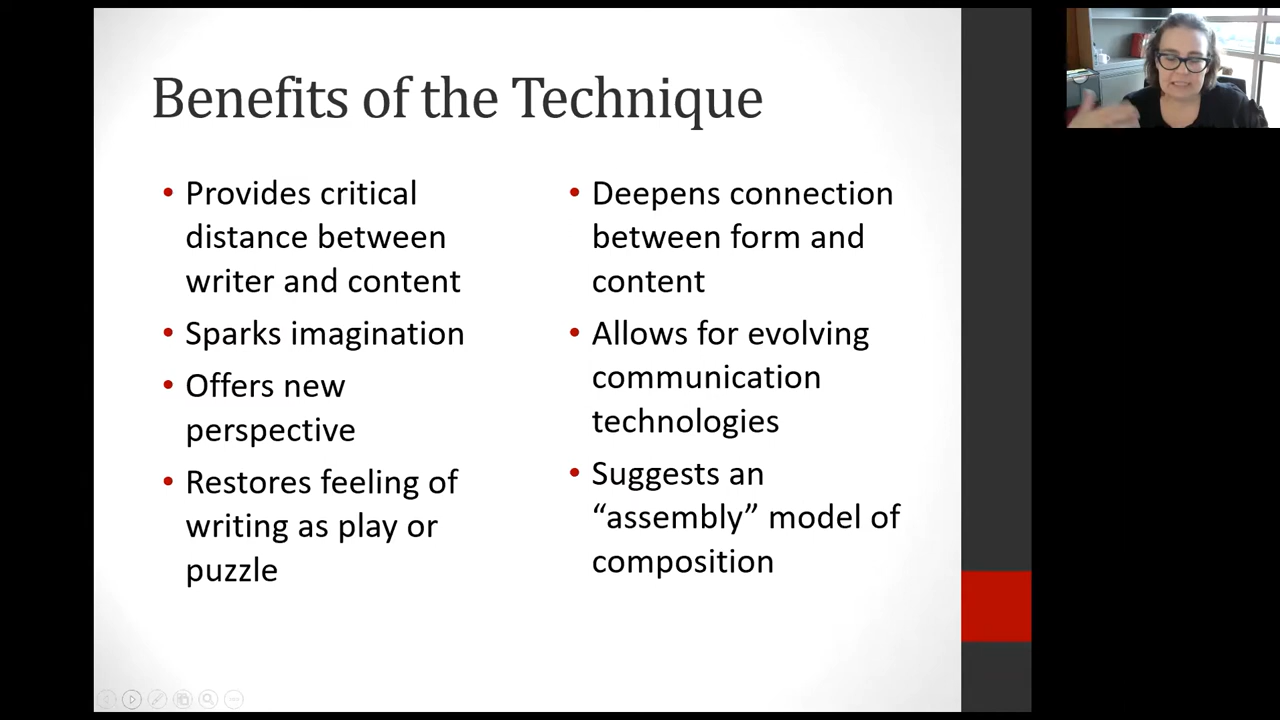 Benefits of the Technique
• Provides critical
distance between
writer and content
• Sparks imagination
• Offers new
perspective
• Restores feeling of
writing as play or
puzzle
• Deepens connection
between form and
content
• Allows for evolving
communication
technologies
• Suggests an
“assembly” model of
composition